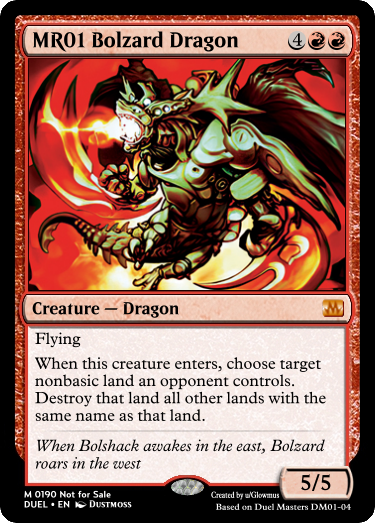 MR01 Bolzard Dragon 4
Creature — Dragon
Flying
When this creature enters, choose target
nonbasic land an opponent controls.
Destroy that land all other lands with the
same name as that land.
When Bolshack awakes in the east, Bolzard
roars in the west
5/5
M 0190 Not for Sale
DUEL • EN Dustmoss
Created by u/Glowmus
Based on Duel Masters DM01-04